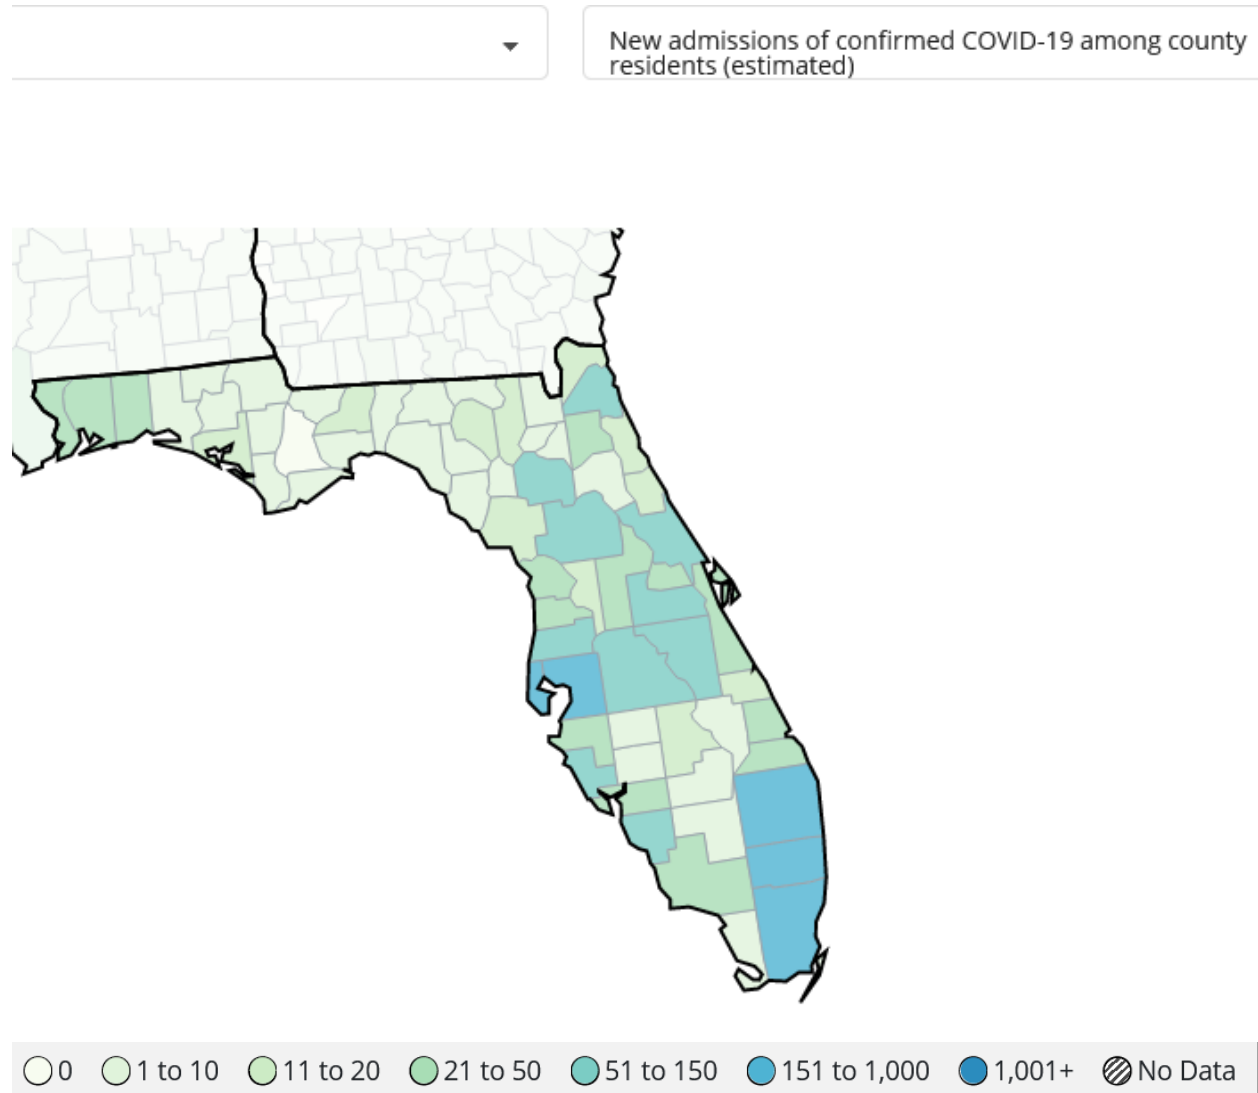 New admissions of confirmed COVID-19 among county
residents (estimated)
0 1 to 10 11 to 20 21 to 50 51 to 150 151 to 1,000 1,001+ No Data